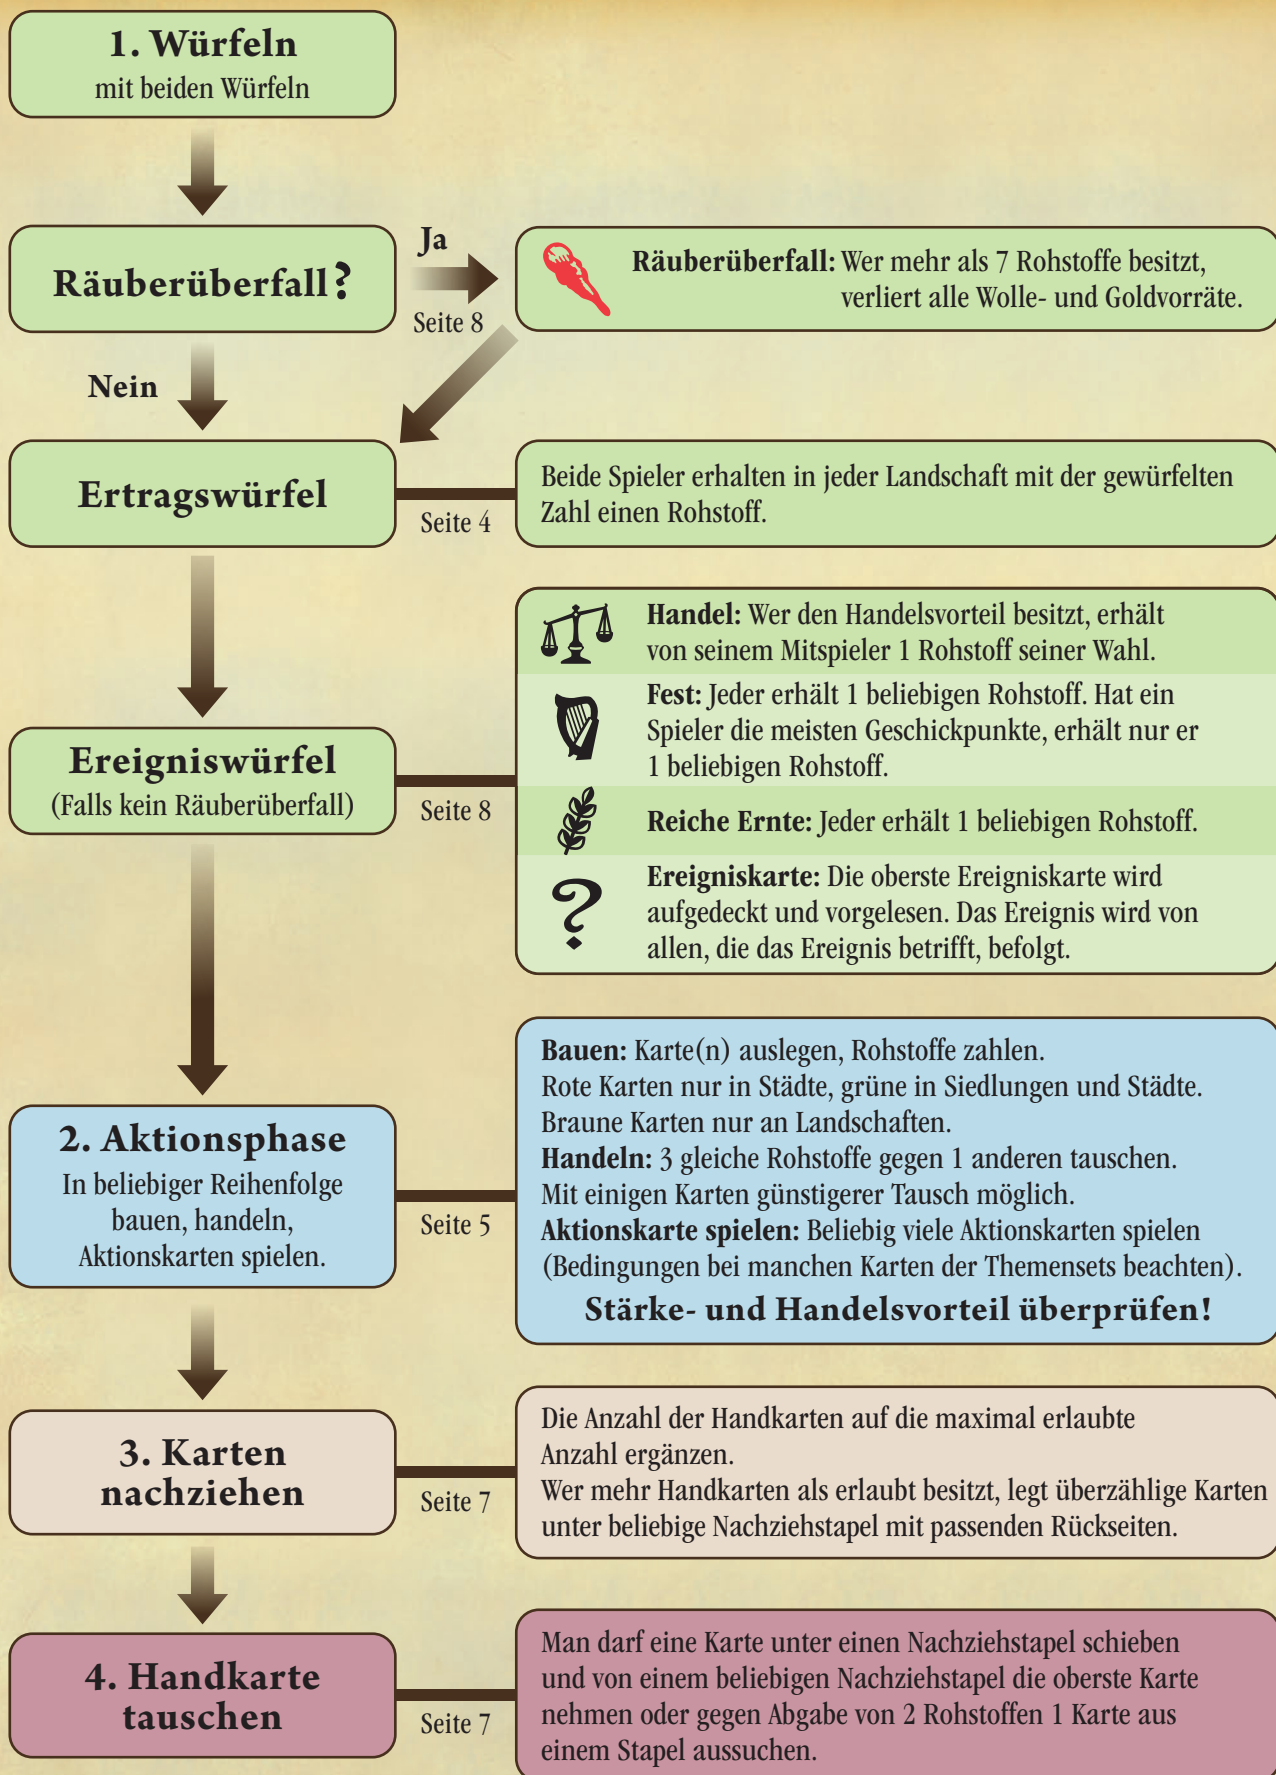 1. Würfeln
mit beiden Würfeln
Räuberüberfall?
Ja
Seite 8
Räuberüberfall: Wer mehr als 7 Rohstoffe besitzt,
verliert alle Wolle- und Goldvorräte.
Nein
Ertragswürfel
Seite 4
Beide Spieler erhalten in jeder Landschaft mit der gewürfelten
Zahl einen Rohstoff.
Ereigniswürfel
(Falls kein Räuberüberfall)
Seite 8
Handel: Wer den Handelsvorteil besitzt, erhält
von seinem Mitspieler 1 Rohstoff seiner Wahl.
Fest: Jeder erhält 1 beliebigen Rohstoff. Hat ein
Spieler die meisten Geschickpunkte, erhält nur er
1 beliebigen Rohstoff.
Reiche Ernte: Jeder erhält 1 beliebigen Rohstoff.
?
Ereigniskarte: Die oberste Ereigniskarte wird
aufgedeckt und vorgelesen. Das Ereignis wird von
allen, die das Ereignis betrifft, befolgt.
2. Aktionsphase
In beliebiger Reihenfolge
bauen, handeln,
Aktionskarten spielen.
Seite 5
Bauen: Karte(n) auslegen, Rohstoffe zahlen.
Rote Karten nur in Städte, grüne in Siedlungen und Städte.
Braune Karten nur an Landschaften.
Handeln: 3 gleiche Rohstoffe gegen 1 anderen tauschen.
Mit einigen Karten günstigerer Tausch möglich.
Aktionskarte spielen: Beliebig viele Aktionskarten spielen
(Bedingungen bei manchen Karten der Themensets beachten).
Stärke- und Handelsvorteil überprüfen!
3. Karten
nachziehen
Seite 7
Die Anzahl der Handkarten auf die maximal erlaubte
Anzahl ergänzen.
Wer mehr Handkarten als erlaubt besitzt, legt überzählige Karten
unter beliebige Nachziehstapel mit passenden Rückseiten.
4. Handkarte
tauschen
Seite 7
Man darf eine Karte unter einen Nachziehstapel schieben
und von einem beliebigen Nachziehstapel die oberste Karte
nehmen oder gegen Abgabe von 2 Rohstoffen 1 Karte aus
einem Stapel aussuchen.